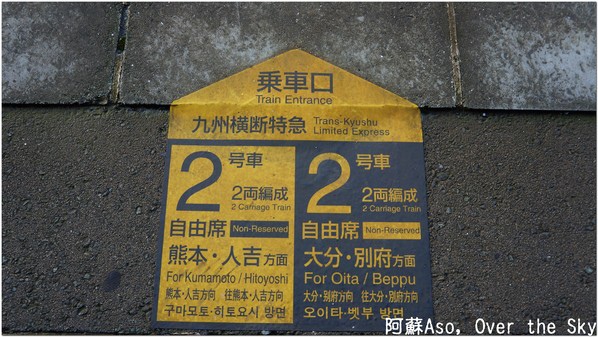 乗車口
Train Entrance
九州横断特急 Trans-Kyushu Limited Express
2号車
2両編成
2 Carriage Train
自由席 Non-Reserved
熊本・人吉方面
For Kumamoto / Hitoyoshi
熊本・人吉方向 往熊本・人吉方向
구마모토·히토요시 방면
2号車
2両編成
2 Carriage Train
自由席 Non-Reserved
大分・別府方面
For Oita / Beppu
大分・别府方向 往大分・別府方向
오이타·벳부 방면
阿蘇Aso, Over the Sky